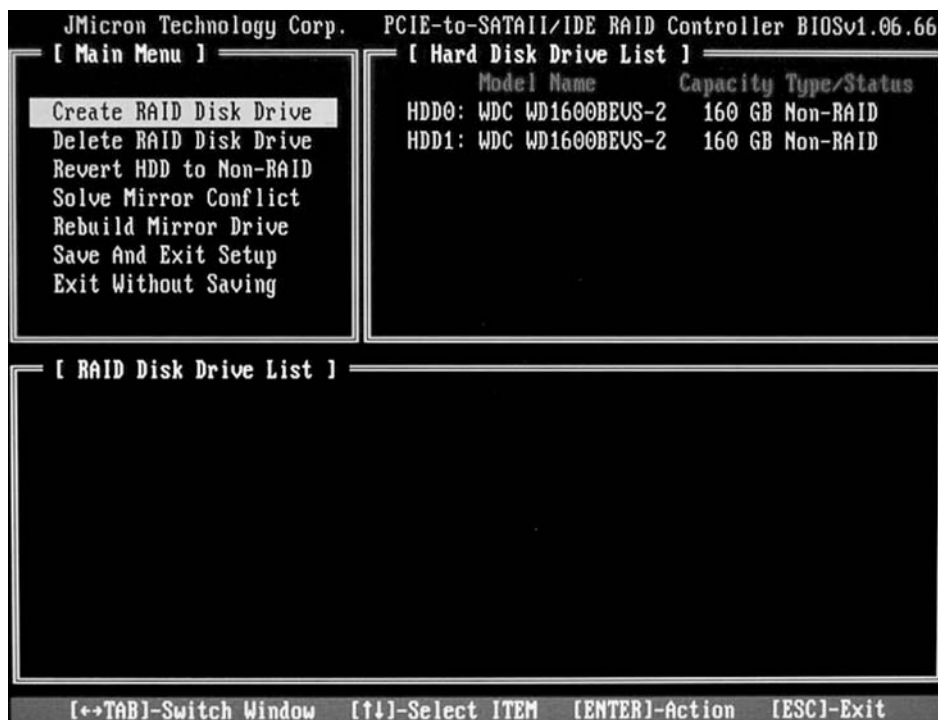 JMicron Technology Corp. PCIE-to-SATAII/IDE RAID Controller BIOSv1.06.66
[ Main Menu ]
Create RAID Disk Drive
Delete RAID Disk Drive
Revert HDD to Non-RAID
Solve Mirror Conflict
Rebuild Mirror Drive
Save And Exit Setup
Exit Without Saving
[ Hard Disk Drive List ]
Model Name Capacity Type/Status
HDD0: WDC WD1600BEVS-2 160 GB Non-RAID
HDD1: WDC WD1600BEVS-2 160 GB Non-RAID
[ RAID Disk Drive List ]
[←→TAB]-Switch Window [↑↓]-Select ITEM [ENTER]-Action [ESC]-Exit